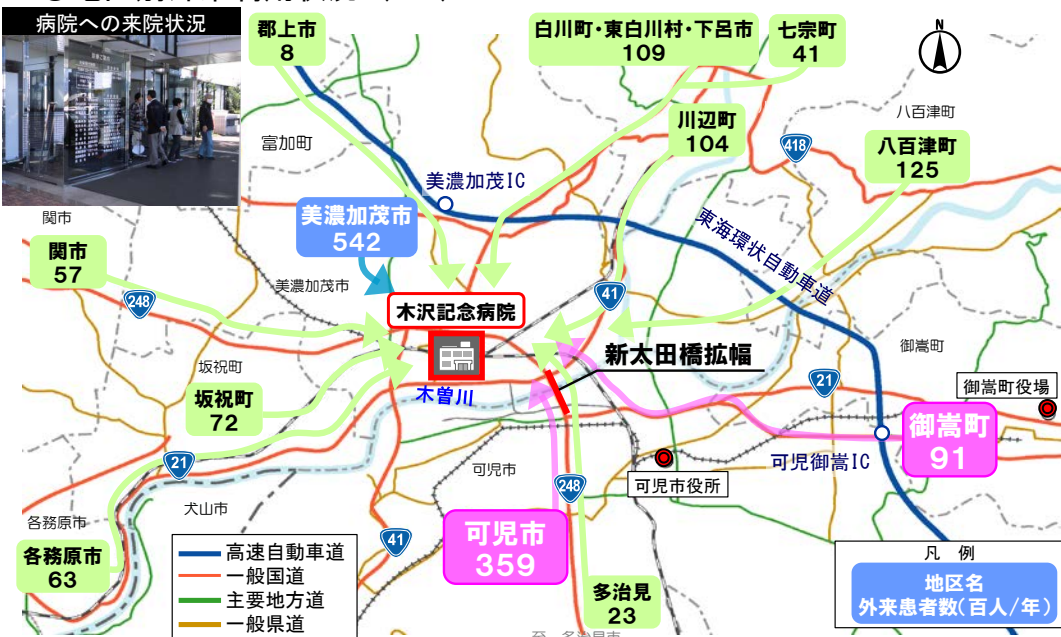 病院への来院状況
郡上市
8
白川町・東白川村・下呂市
109
七宗町
41
N
富加町
川辺町
104
418
八百津町
八百津町
125
美濃加茂IC
美濃加茂市
542
東海環状自動車道
関市
関市
57
248
美濃加茂市
41
木沢記念病院
新太田橋拡幅
御嵩町
坂祝町
木曽川
21
御嵩町役場
坂祝町
72
御嵩町
91
21
可児市
可児御嵩IC
可児市役所
248
各務原市
犬山市
各務原市
63
41
可児市
359
多治見
23
高速自動車道
一般国道
主要地方道
一般県道
凡 例
地区名
外来患者数(百人/年)